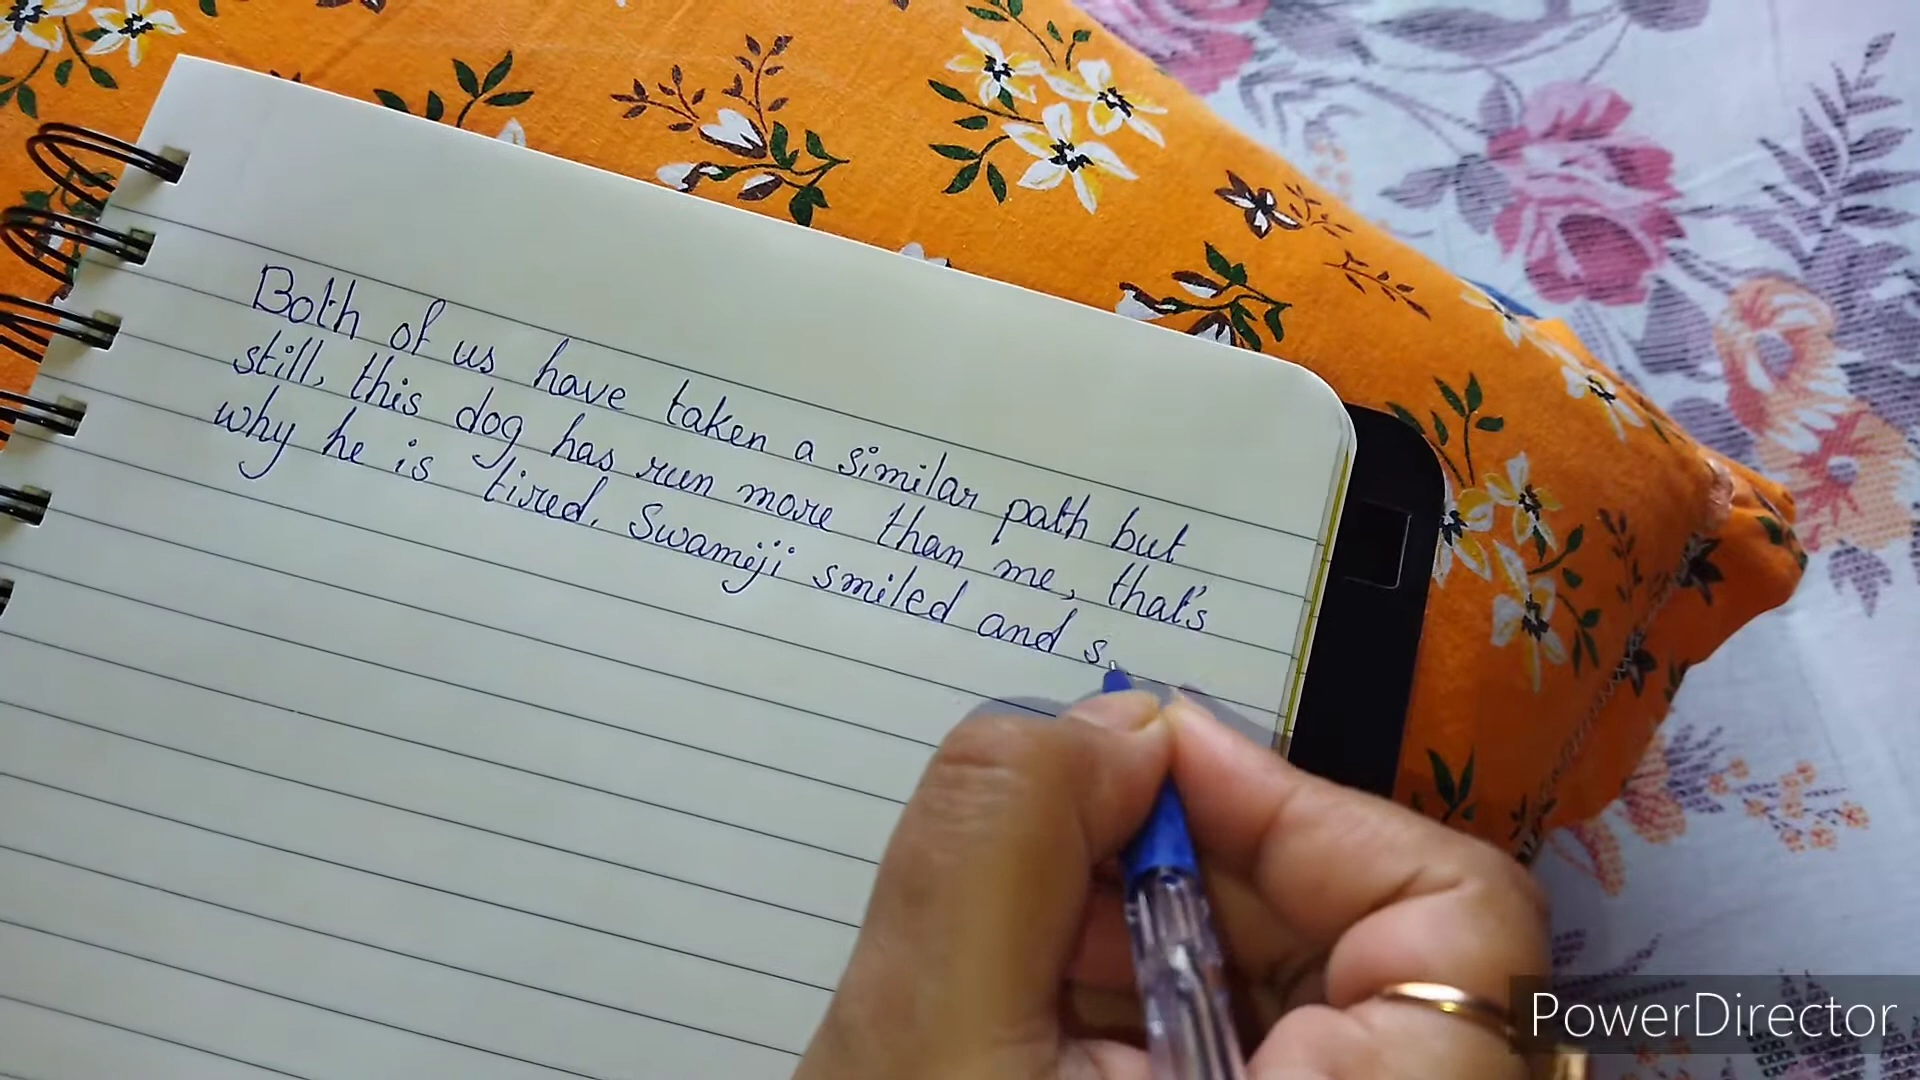 Both of us have taken a similar path but
still, this dog has run more than me, that's
why he is tired. Swamiji smiled and s
PowerDirector